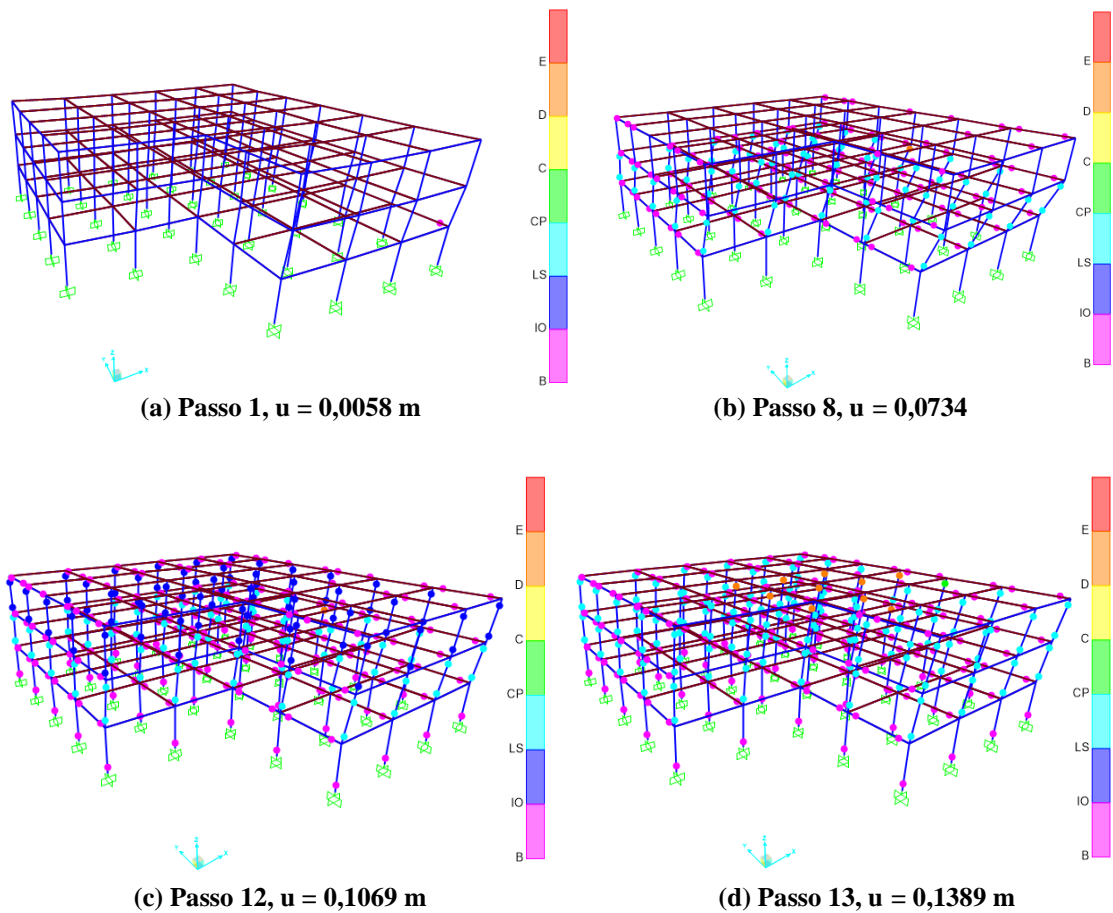 E
D
C
CP
LS
IO
B
Z
Y
X
(a) Passo 1, u = 0,0058 m
E
D
C
CP
LS
IO
B
Z
Y
X
(b) Passo 8, u = 0,0734
E
D
C
CP
LS
IO
B
Z
Y
X
(c) Passo 12, u = 0,1069 m
E
D
C
CP
LS
IO
B
Z
Y
X
(d) Passo 13, u = 0,1389 m